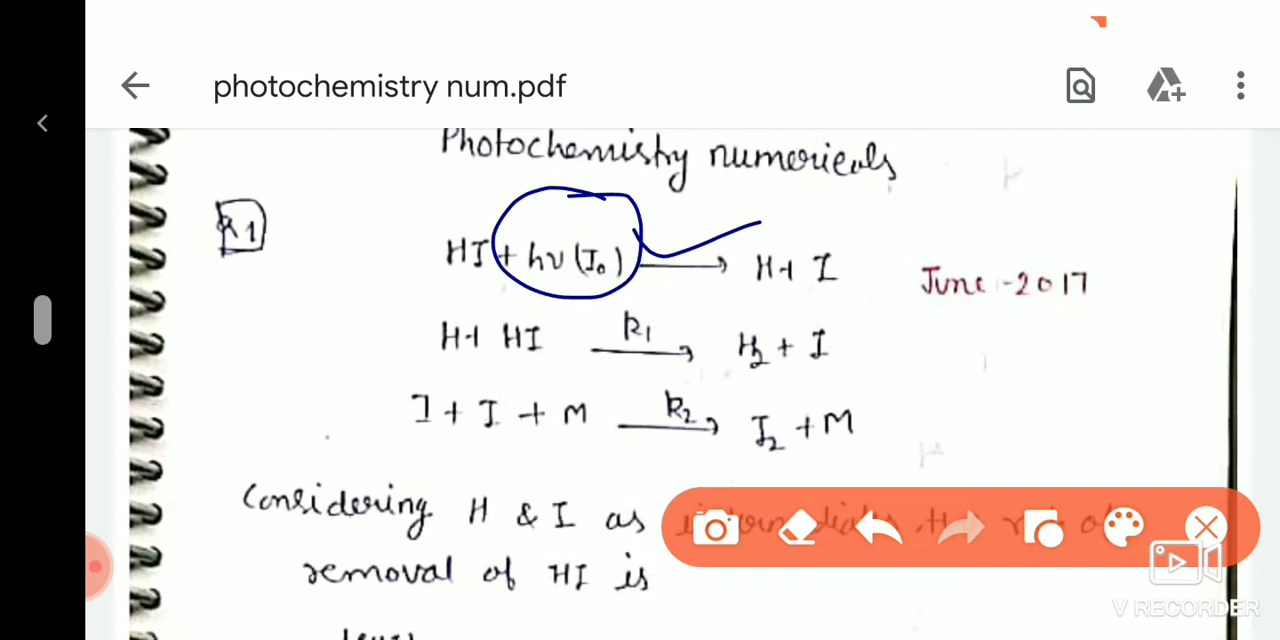 photochemistry num.pdf
Photochemistry numericals
HI + hν (I₀) → H + I June - 2017
H + HI k₁ → H₂ + I
I + I + M k₂ → I₂ + M
Considering H & I as
removal of HI is
V RECORDER